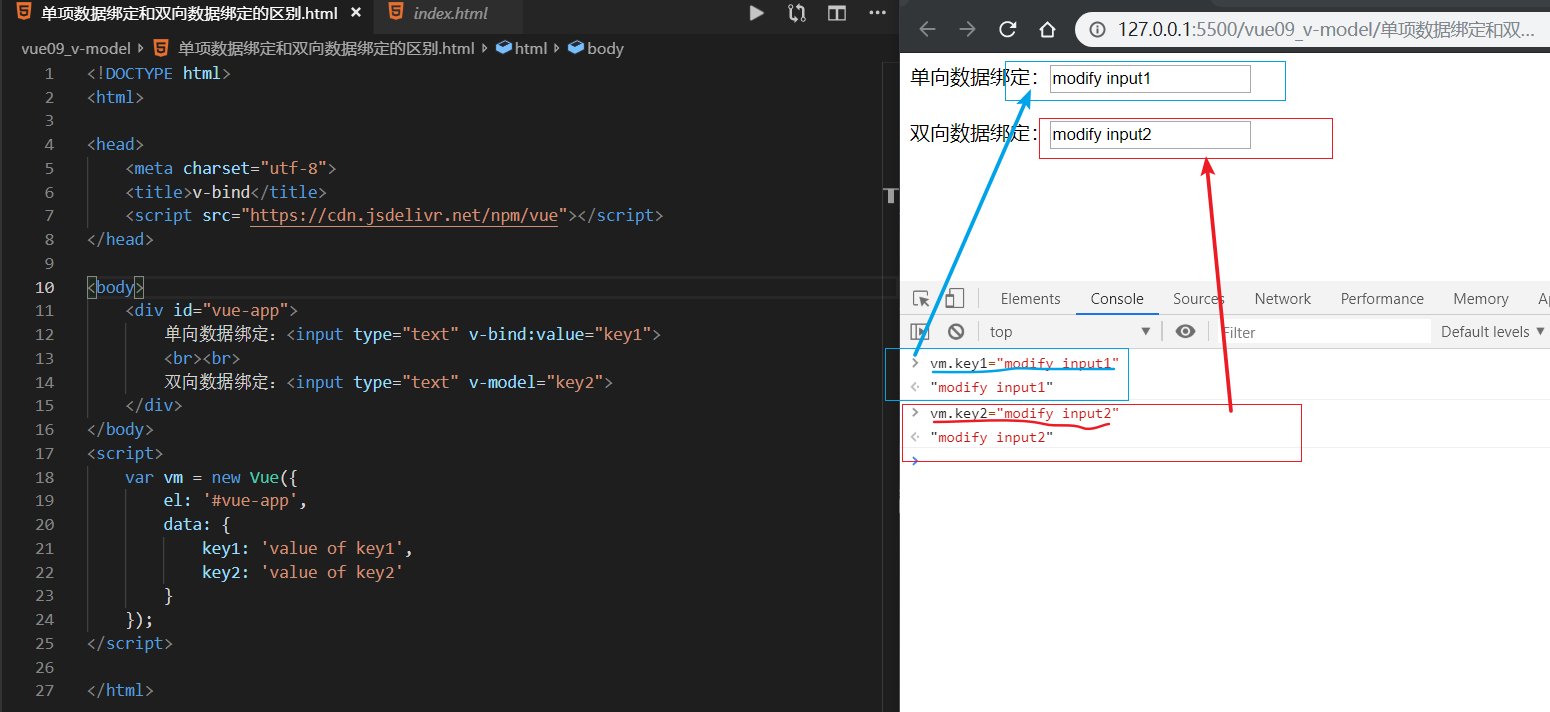 单项数据绑定和双向数据绑定的区别.html × index.html
vue09_v-model 单项数据绑定和双向数据绑定的区别.html html body
1 <!DOCTYPE html>
2 <html>
3
4 <head>
5 <meta charset="utf-8">
6 <title>v-bind</title>
7 <script src="https://cdn.jsdelivr.net/npm/vue"></script>
8 </head>
9
10 <body>
11 <div id="vue-app">
12 单向数据绑定：<input type="text" v-bind:value="key1">
13 <br><br>
14 双向数据绑定：<input type="text" v-model="key2">
15 </div>
16 </body>
17 <script>
18 var vm = new Vue({
19 el: '#vue-app',
20 data: {
21 key1: 'value of key1',
22 key2: 'value of key2'
23 }
24 });
25 </script>
26
27 </html>
127.0.0.1:5500/vue09_v-model/单项数据绑定和双...
单向数据绑定： modify input1
双向数据绑定： modify input2
Elements Console Sources Network Performance Memory
top Filter Default levels ▼
> vm.key1="modify input1"
"modify input1"
> vm.key2="modify input2"
"modify input2"
>